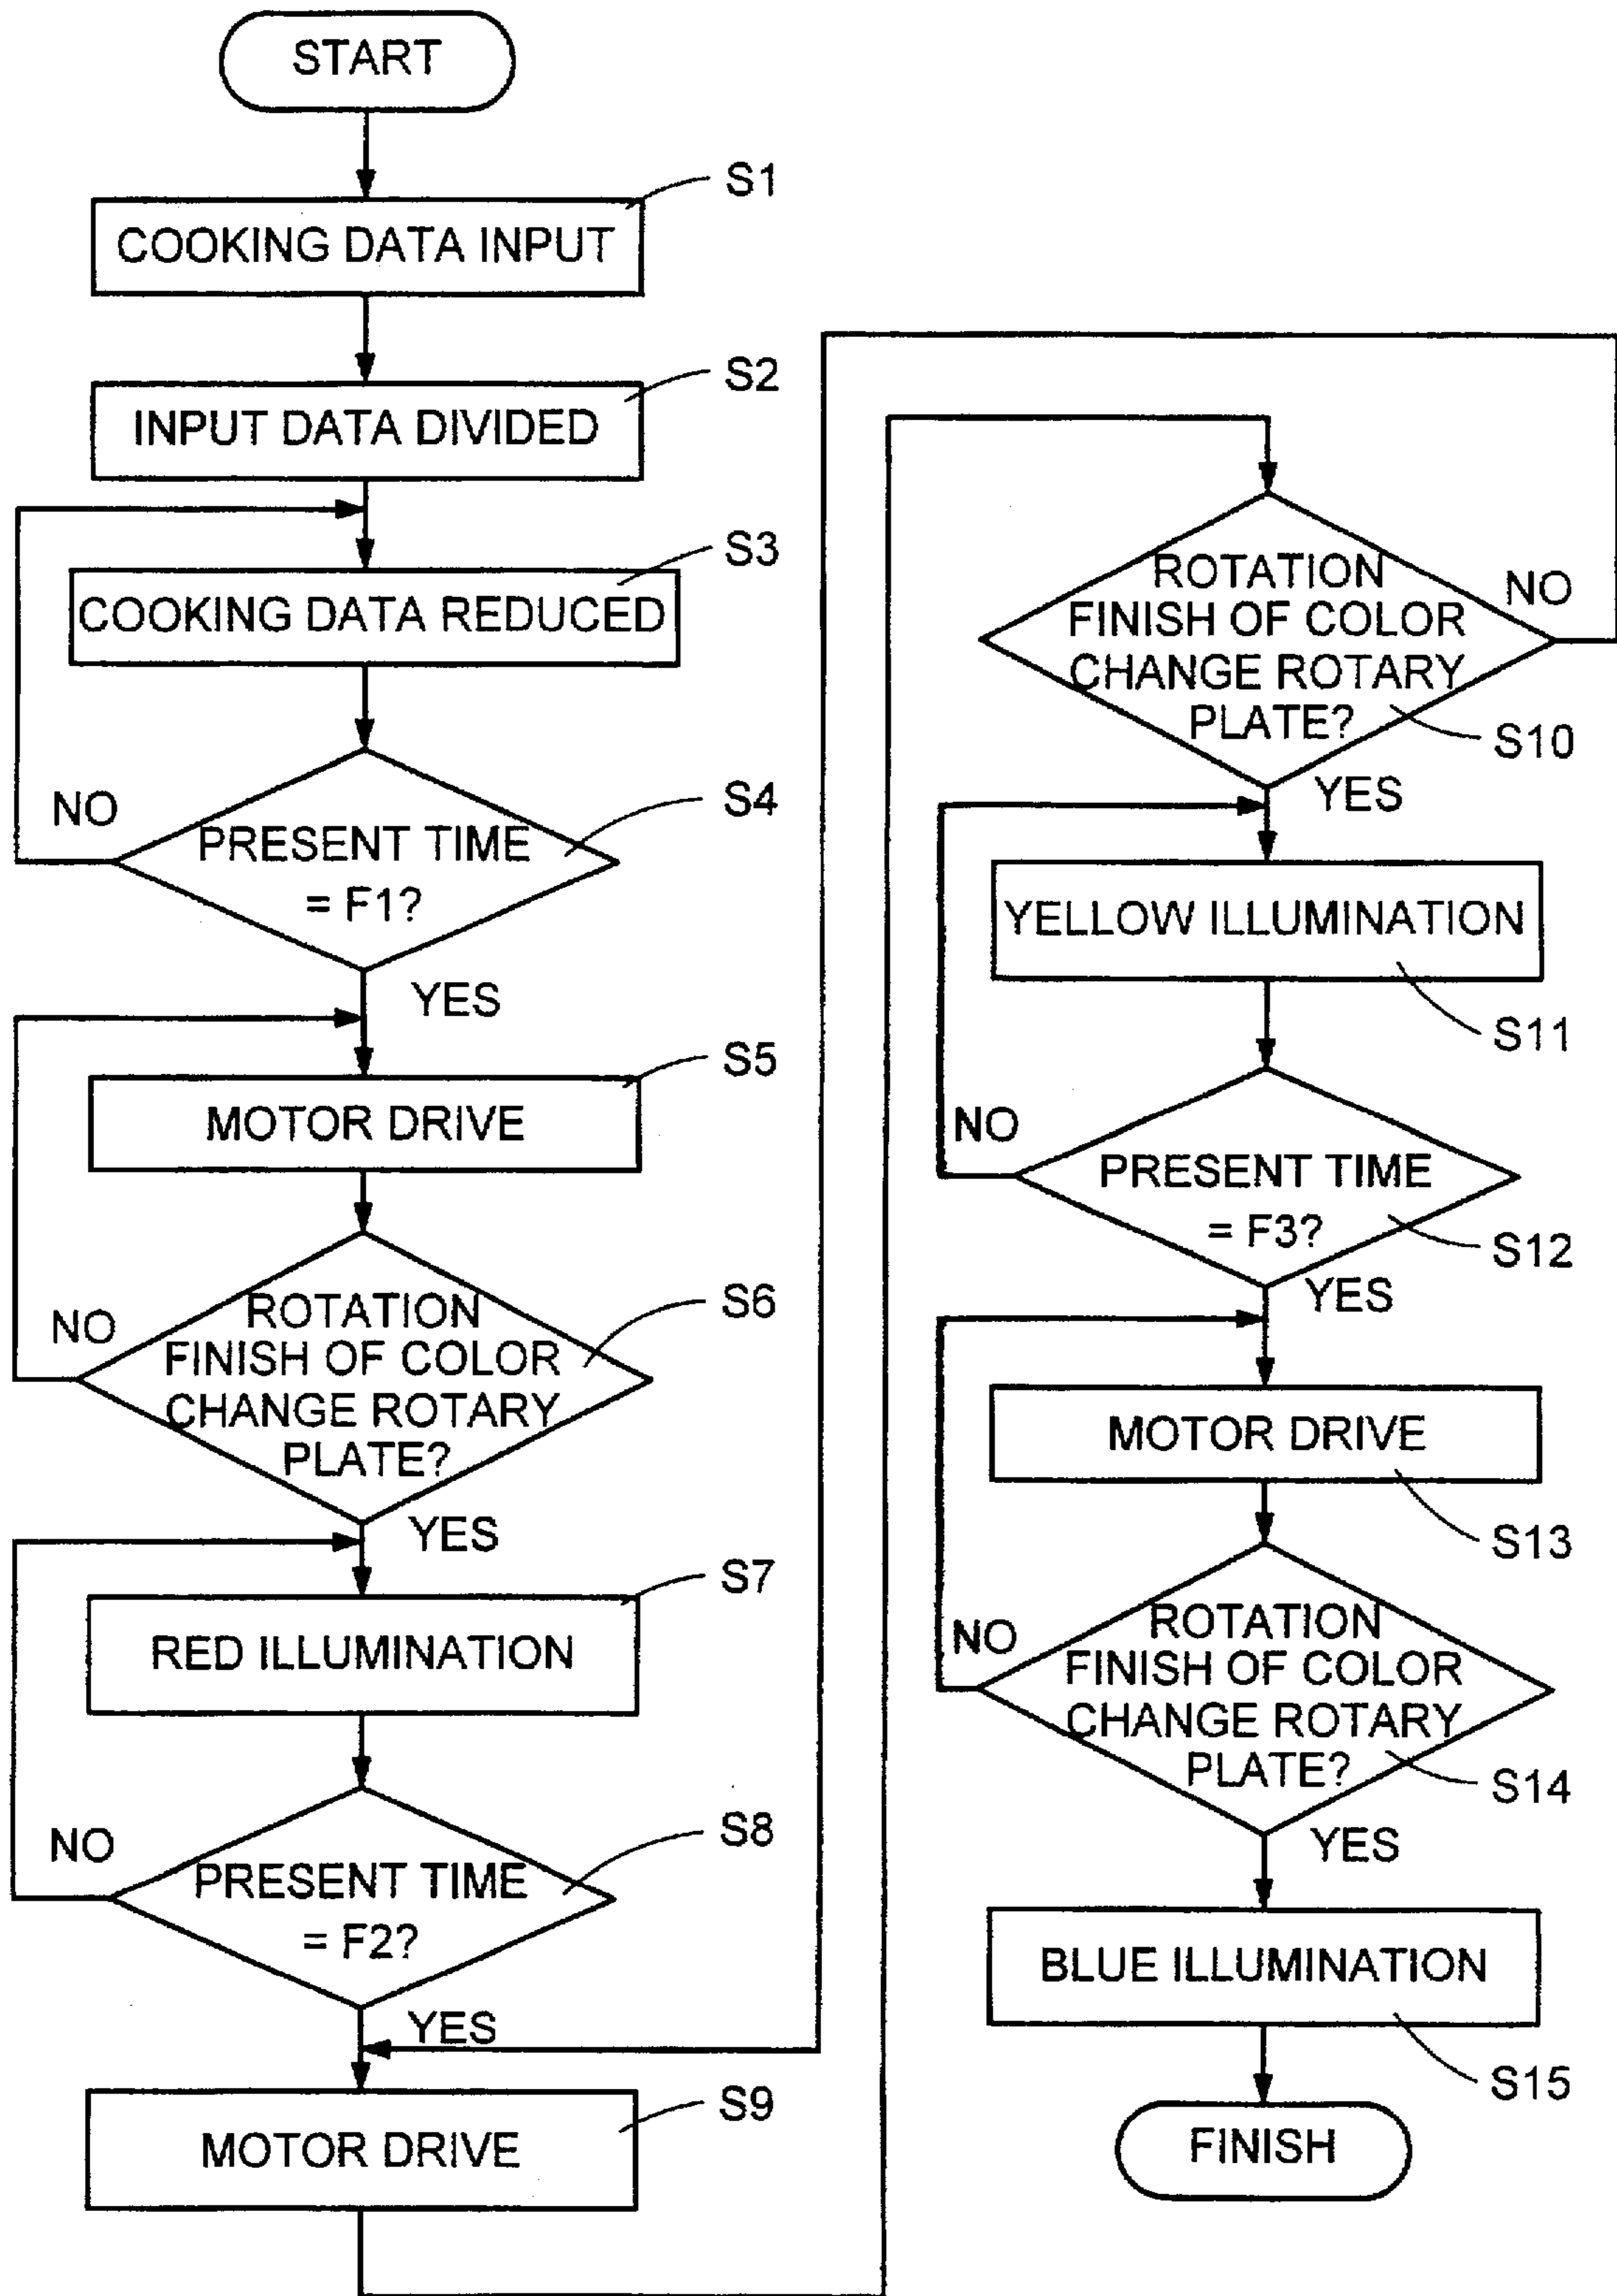 START
S1
COOKING DATA INPUT
S2
INPUT DATA DIVIDED
S3
COOKING DATA REDUCED
S4
NO
PRESENT TIME
= F1?
YES
S5
MOTOR DRIVE
S6
NO
ROTATION
FINISH OF COLOR
CHANGE ROTARY
PLATE?
YES
S7
RED ILLUMINATION
S8
NO
PRESENT TIME
= F2?
YES
S9
MOTOR DRIVE
ROTATION
FINISH OF COLOR
CHANGE ROTARY
PLATE?
NO
S10
YES
YELLOW ILLUMINATION
S11
NO
PRESENT TIME
= F3?
S12
YES
MOTOR DRIVE
S13
NO
ROTATION
FINISH OF COLOR
CHANGE ROTARY
PLATE?
S14
YES
BLUE ILLUMINATION
S15
FINISH